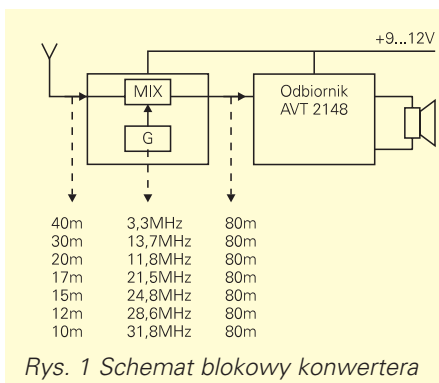 +9...12V
MIX
G
Odbiornik
AVT 2148
40m 3,3MHz 80m
30m 13,7MHz 80m
20m 11,8MHz 80m
17m 21,5MHz 80m
15m 24,8MHz 80m
12m 28,6MHz 80m
10m 31,8MHz 80m
Rys. 1 Schemat blokowy konwertera